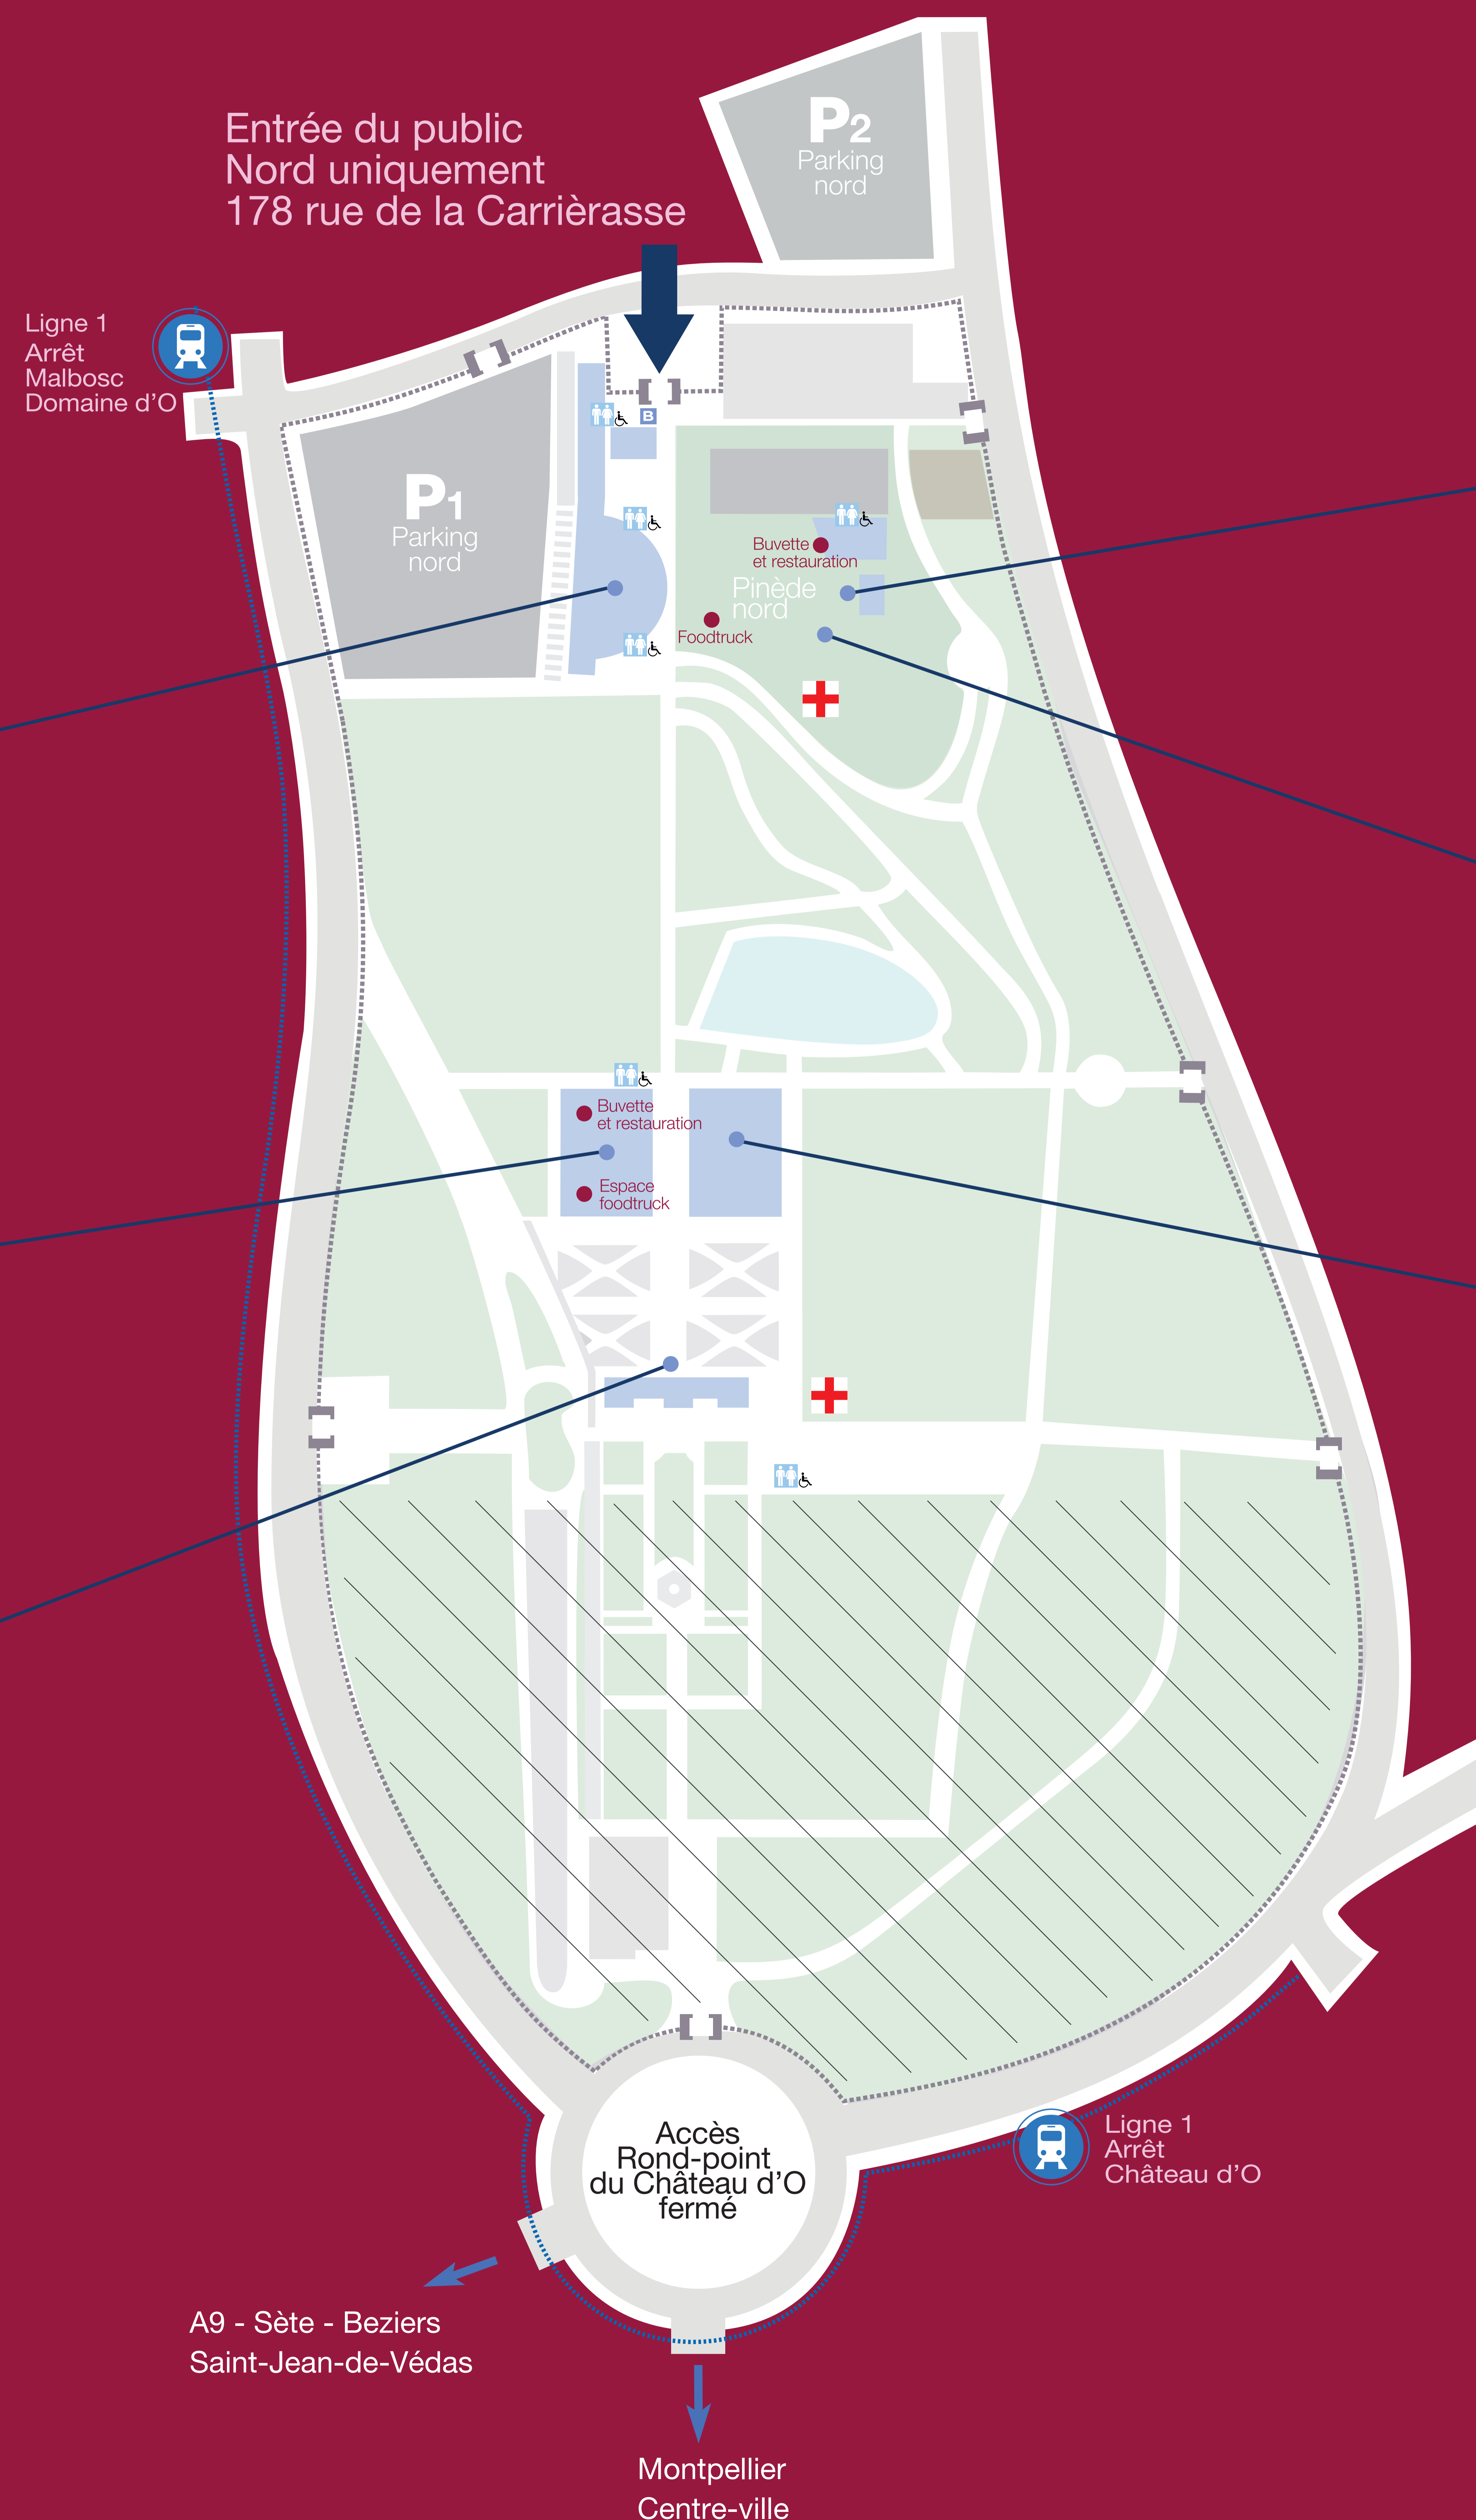 P2
Parking
nord
Entrée du public
Nord uniquement
178 rue de la Carrièrasse
Ligne 1
Arrêt
Malbosc
Domaine d'O
B
P1
Parking
nord
Buvette
et restauration
Pinède
nord
Foodtruck
Buvette
et restauration
Espace
foodtruck
Accès
Rond-point
du Château d'O
fermé
Ligne 1
Arrêt
Château d'O
A9 - Sète - Beziers
Saint-Jean-de-Védas
Montpellier
Centre-ville